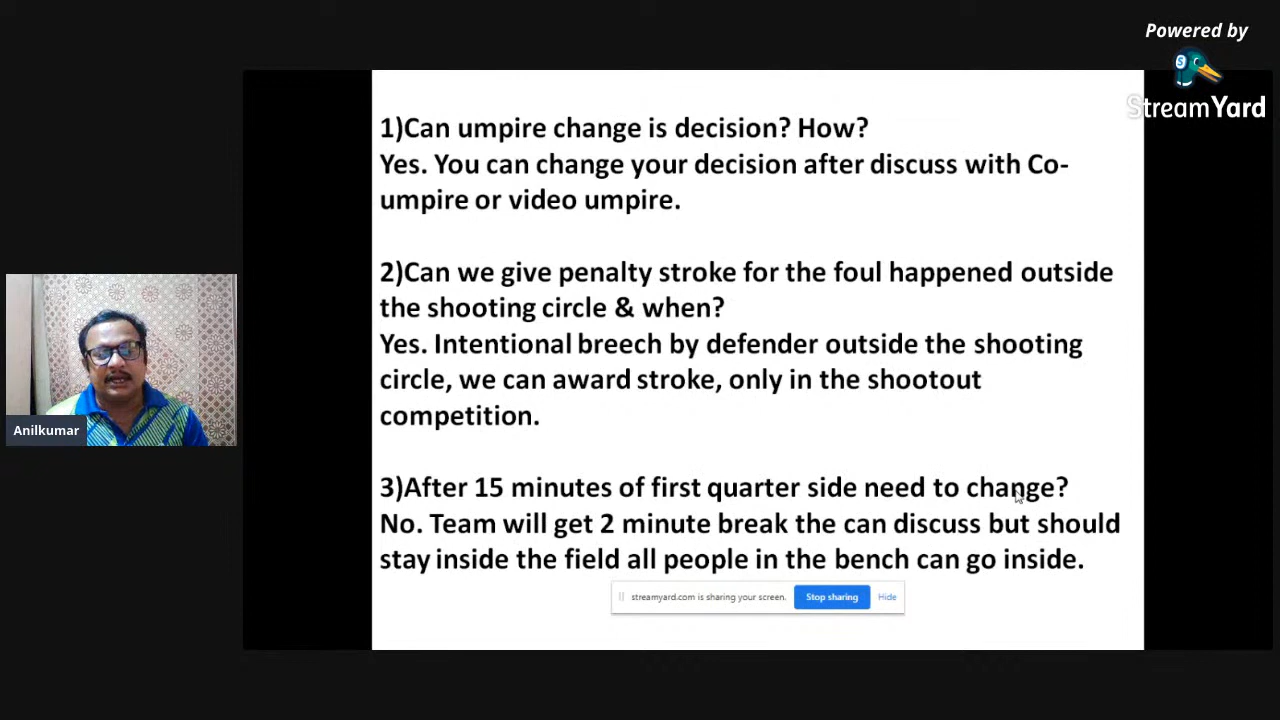 Powered by
StreamYard
1)Can umpire change is decision? How?
Yes. You can change your decision after discuss with Co-
umpire or video umpire.
2)Can we give penalty stroke for the foul happened outside
the shooting circle & when?
Yes. Intentional breech by defender outside the shooting
circle, we can award stroke, only in the shootout
competition.
3)After 15 minutes of first quarter side need to change?
No. Team will get 2 minute break the can discuss but should
stay inside the field all people in the bench can go inside.
streamyard.com is sharing your screen. Stop sharing Hide
Anilkumar